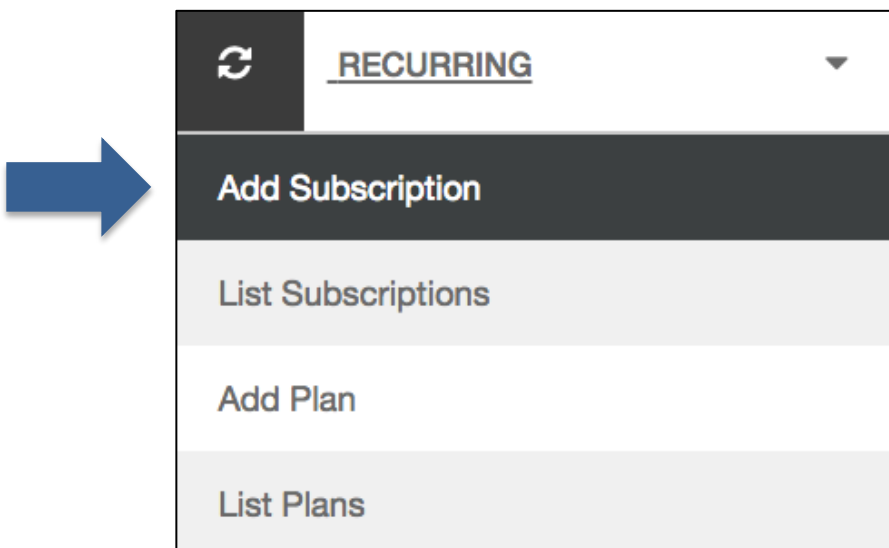 RECURRING
Add Subscription
List Subscriptions
Add Plan
List Plans